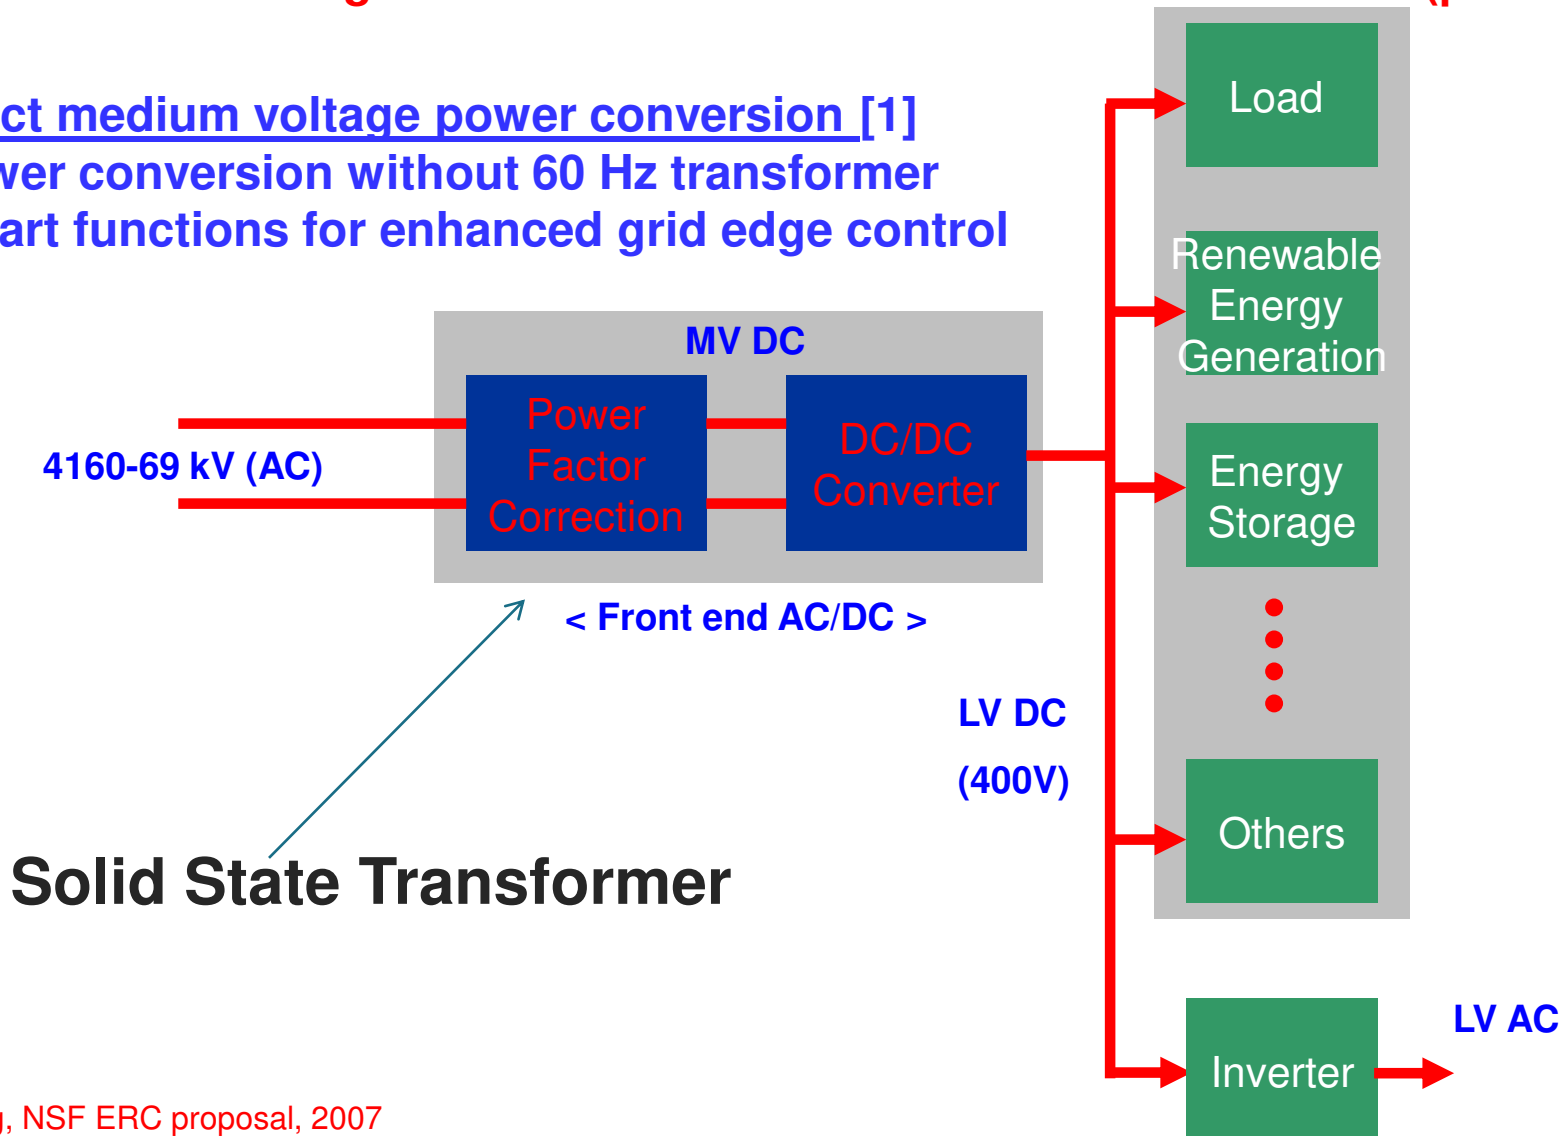 ct medium voltage power conversion [1]
wer conversion without 60 Hz transformer
art functions for enhanced grid edge control
Load
Renewable
Energy
Generation
MV DC
Power
Factor
Correction
DC/DC
Converter
4160-69 kV (AC)
Energy
Storage
< Front end AC/DC >
LV DC
(400V)
Others
Solid State Transformer
LV AC
Inverter
, NSF ERC proposal, 2007